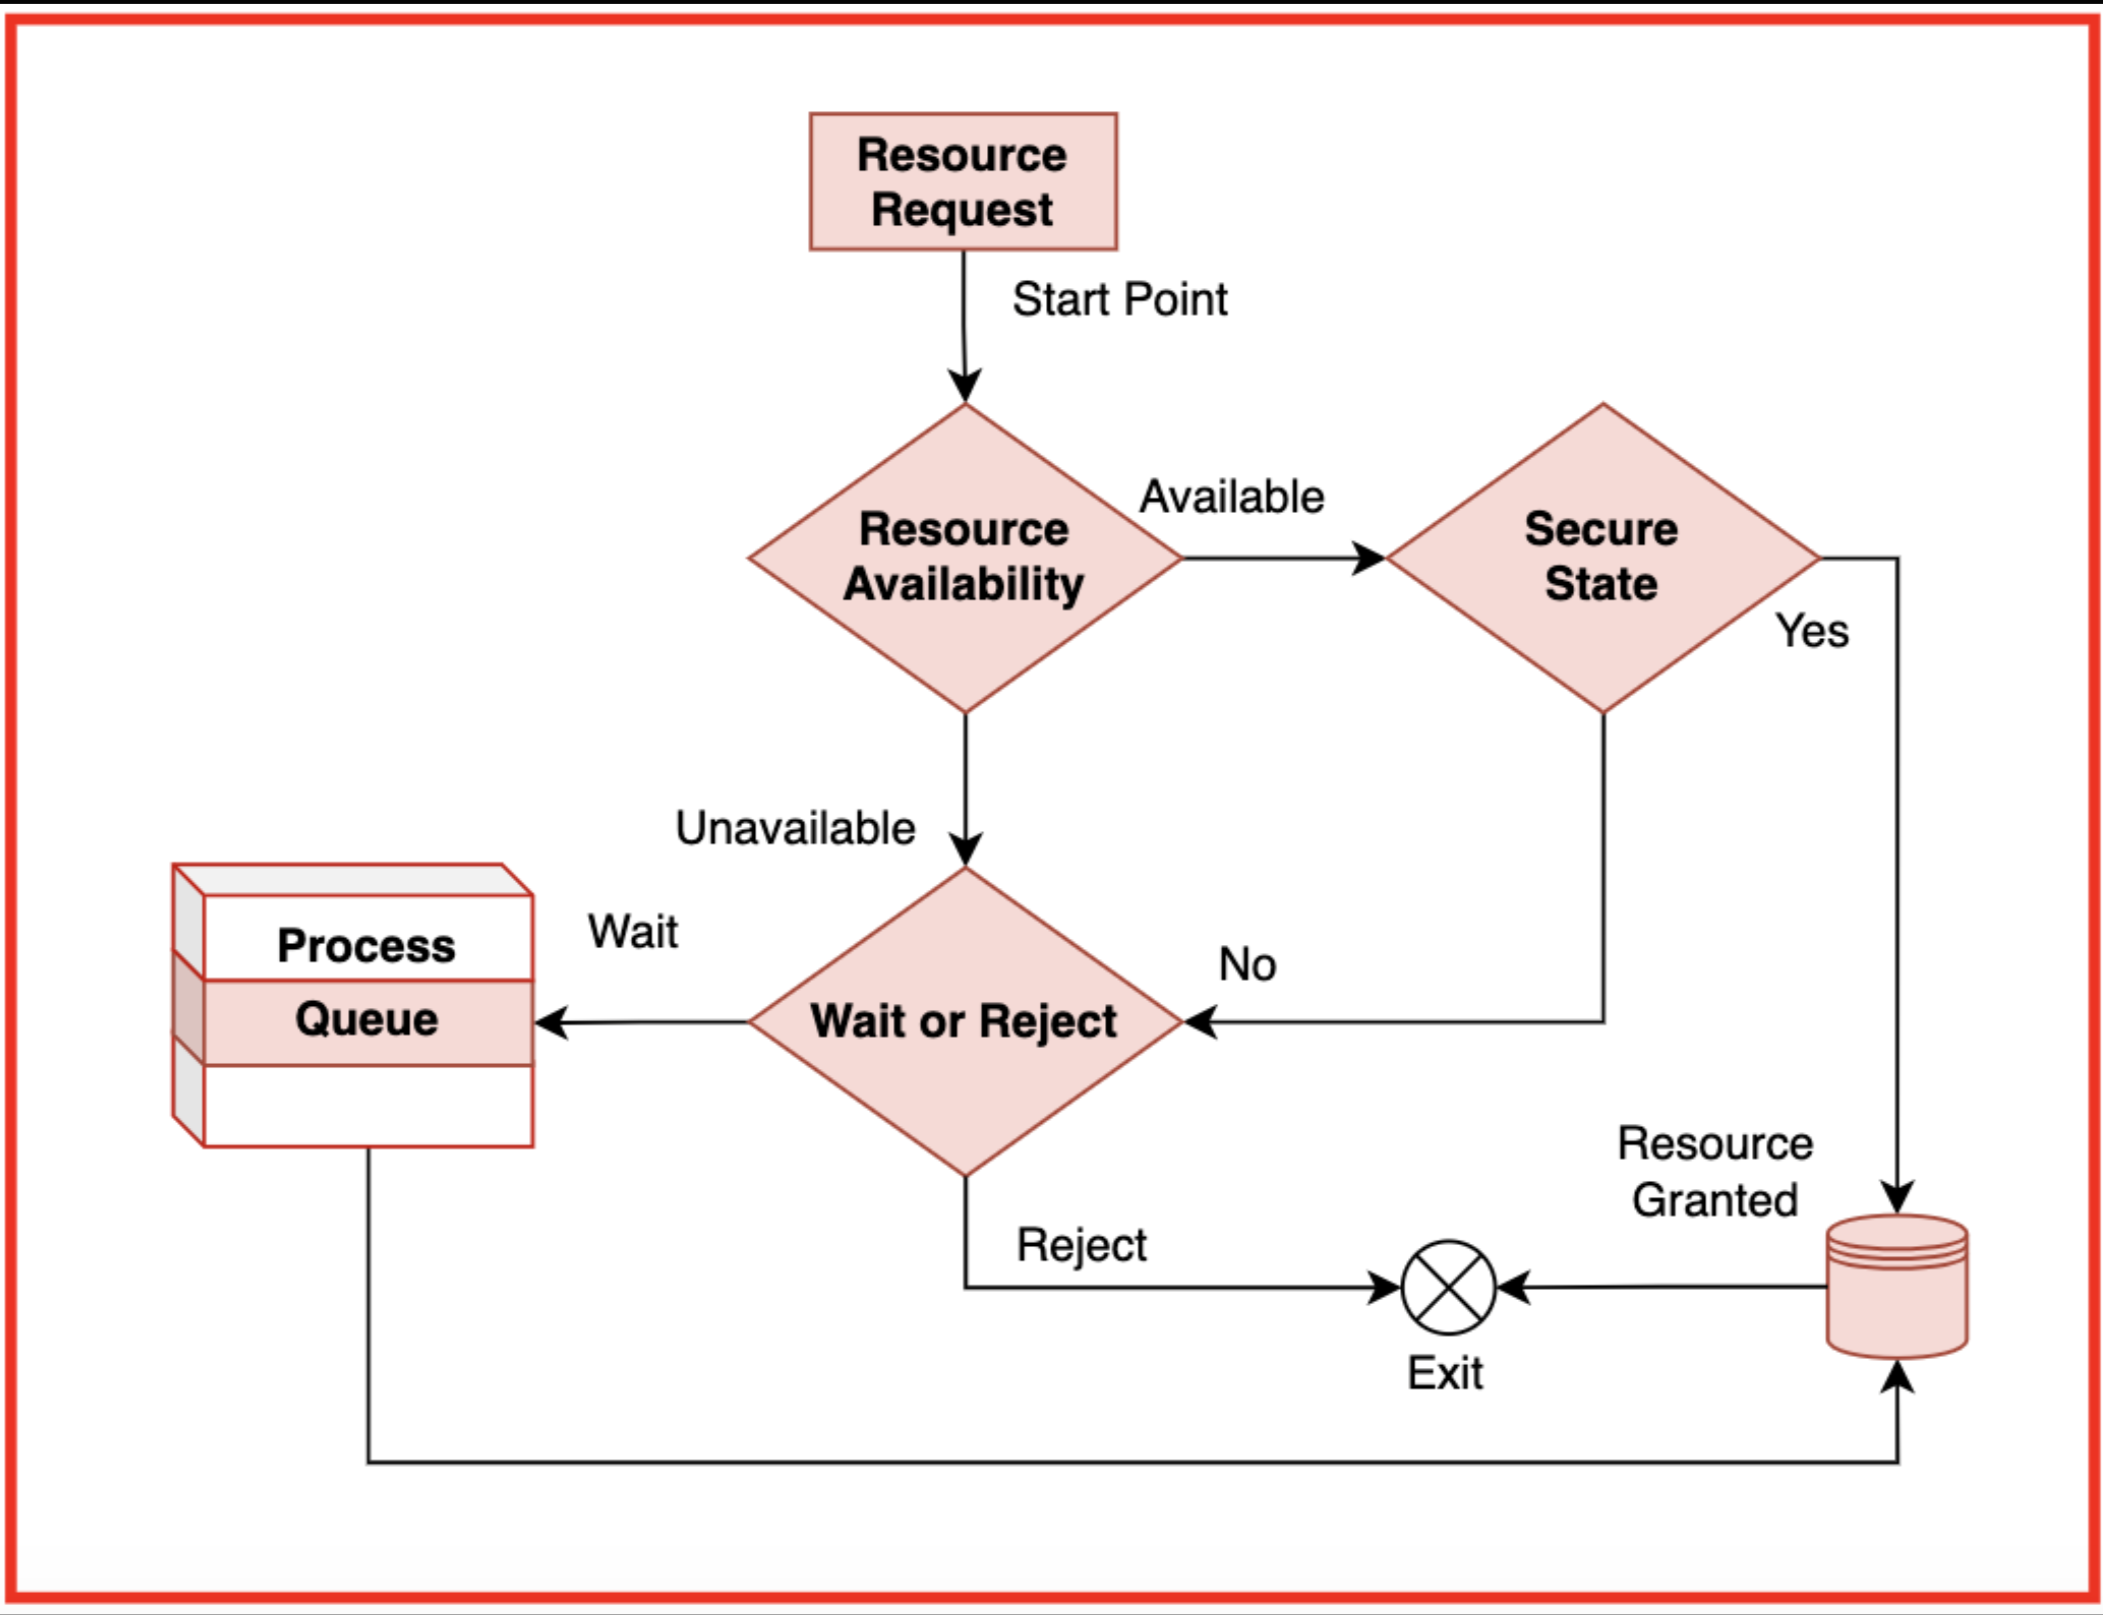 Resource
Request
Start Point
Resource
Availability
Available
Secure
State
Yes
Unavailable
Process
Queue
Wait
Wait or Reject
No
Reject
Exit
Resource
Granted